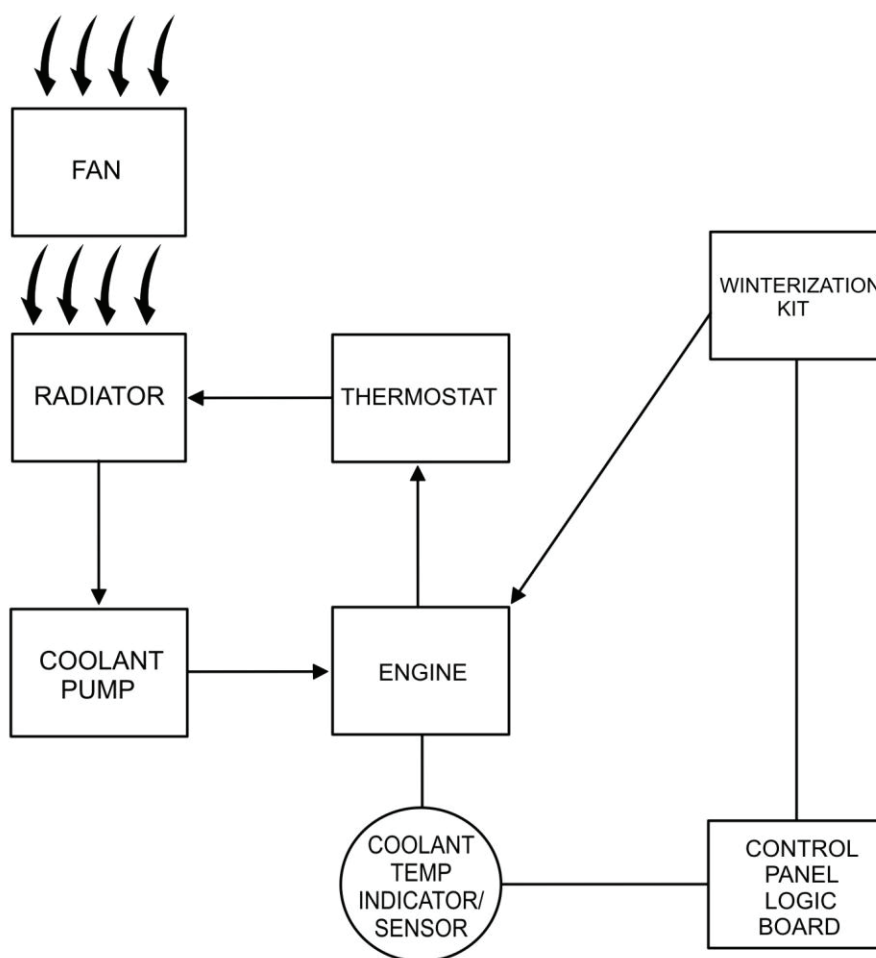 FAN
WINTERIZATION
KIT
RADIATOR
THERMOSTAT
COOLANT
PUMP
ENGINE
COOLANT
TEMP
INDICATOR/
SENSOR
CONTROL
PANEL
LOGIC
BOARD